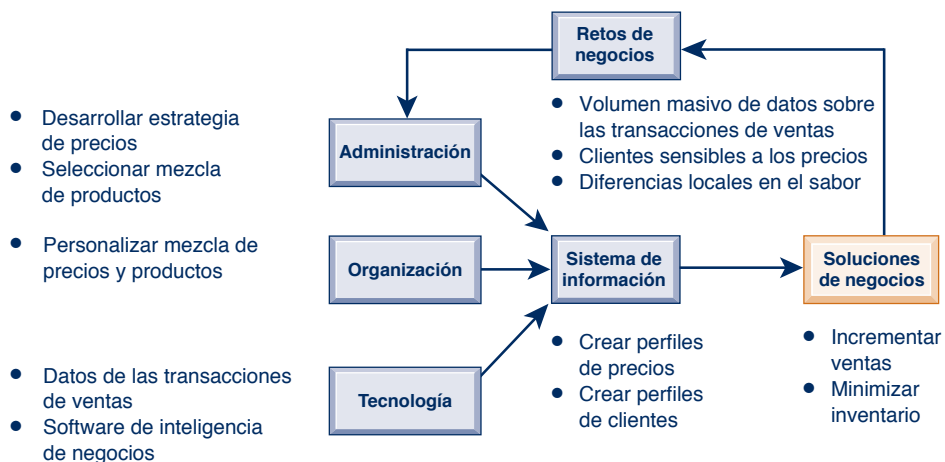 Retos de
negocios
• Volumen masivo de datos sobre
las transacciones de ventas
• Clientes sensibles a los precios
• Diferencias locales en el sabor
• Desarrollar estrategia
de precios
• Seleccionar mezcla
de productos
Administración
• Personalizar mezcla de
precios y productos
Organización
Sistema de
información
Soluciones
de negocios
• Crear perfiles
de precios
• Crear perfiles
de clientes
• Incrementar
ventas
• Minimizar
inventario
• Datos de las transacciones
de ventas
• Software de inteligencia
de negocios
Tecnología